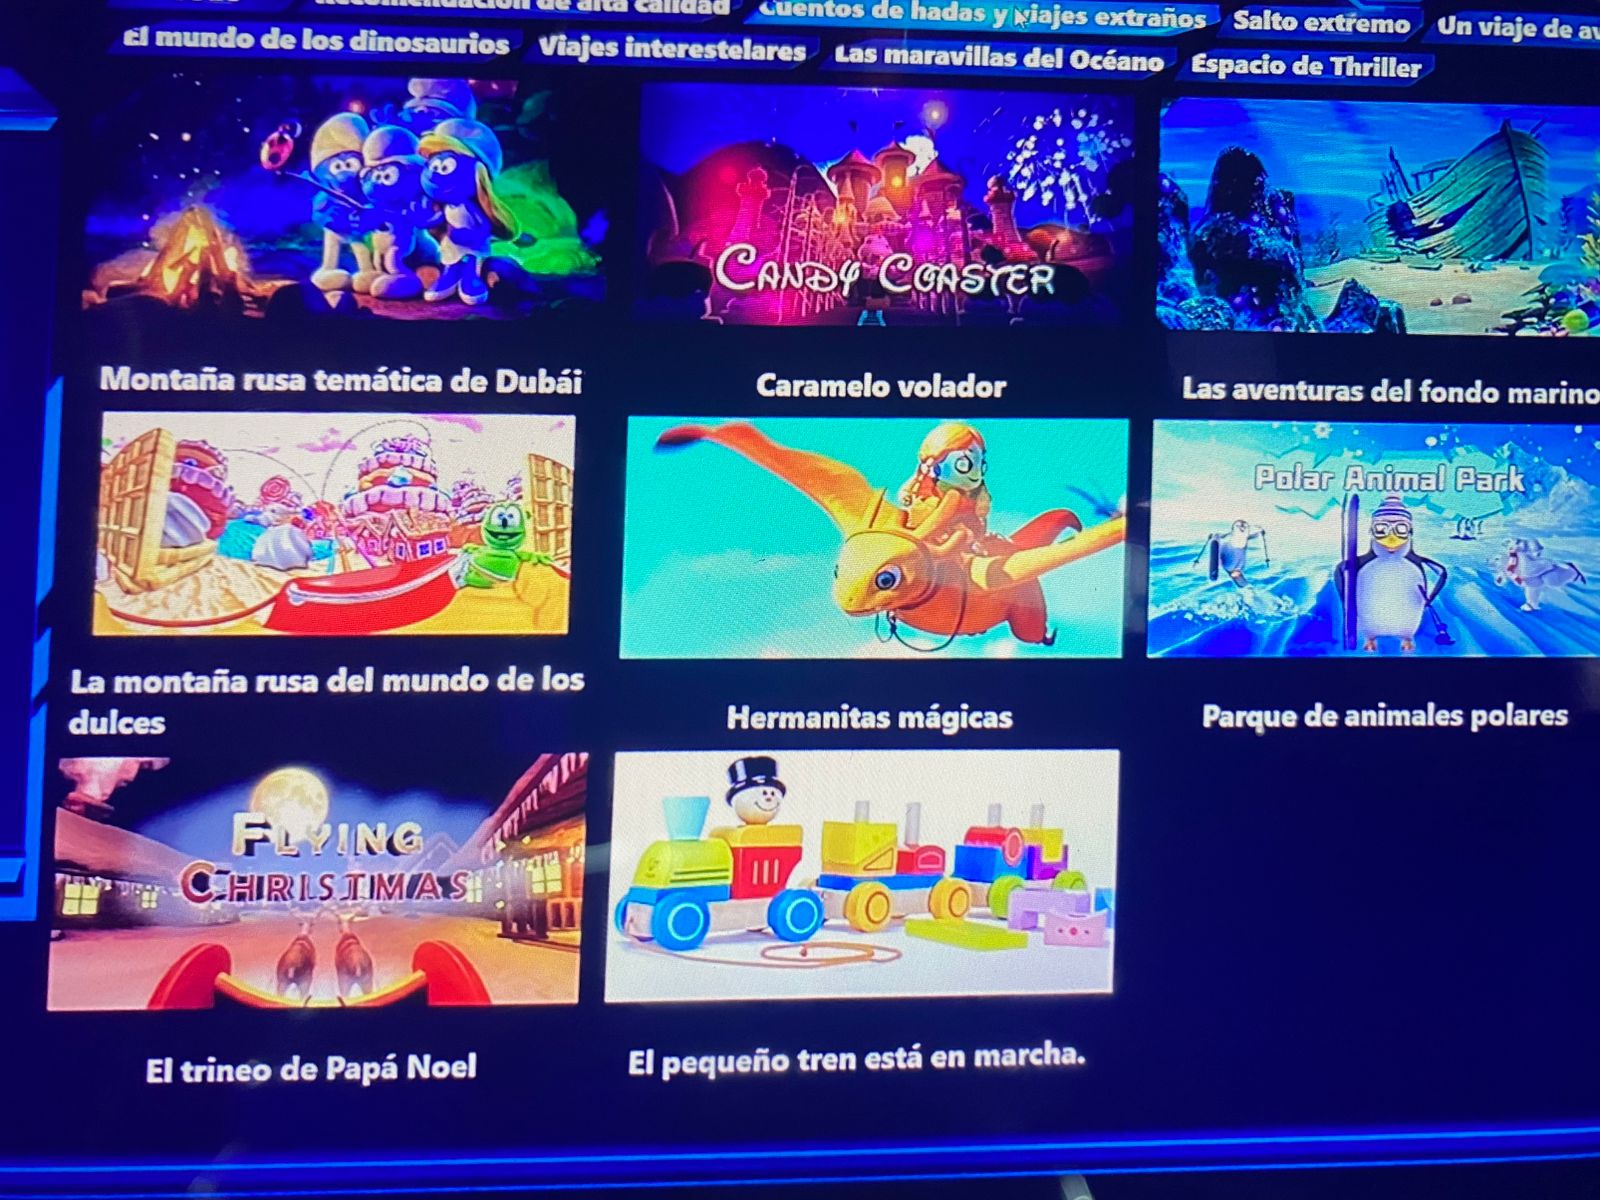 Recomendación de alta calidad
Cuentos de hadas y viajes extraños
Salto extremo
Un viaje de
El mundo de los dinosaurios
Viajes interestelares
Las maravillas del Océano
Espacio de Thriller
CANDY COASTER
Montaña rusa temática de Dubái
Caramelo volador
Las aventuras del fondo marino
Polar Animal Park
La montaña rusa del mundo de los
dulces
Hermanitas mágicas
Parque de animales polares
FLYING
CHRISTMAS
El trineo de Papá Noel
El pequeño tren está en marcha.